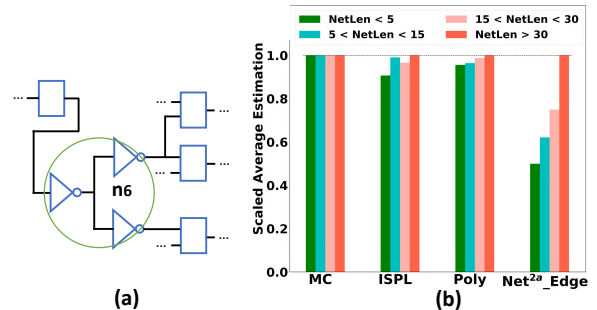 ...
...
...
...
...
n6
...
...
...
(a)
NetLen < 5
15 < NetLen < 30
5 < NetLen < 15
NetLen > 30
Scaled Average Estimation
1.0
0.8
0.6
0.4
0.2
0.0
MC
ISPL
Poly
Net²ᵃ_Edge
(b)